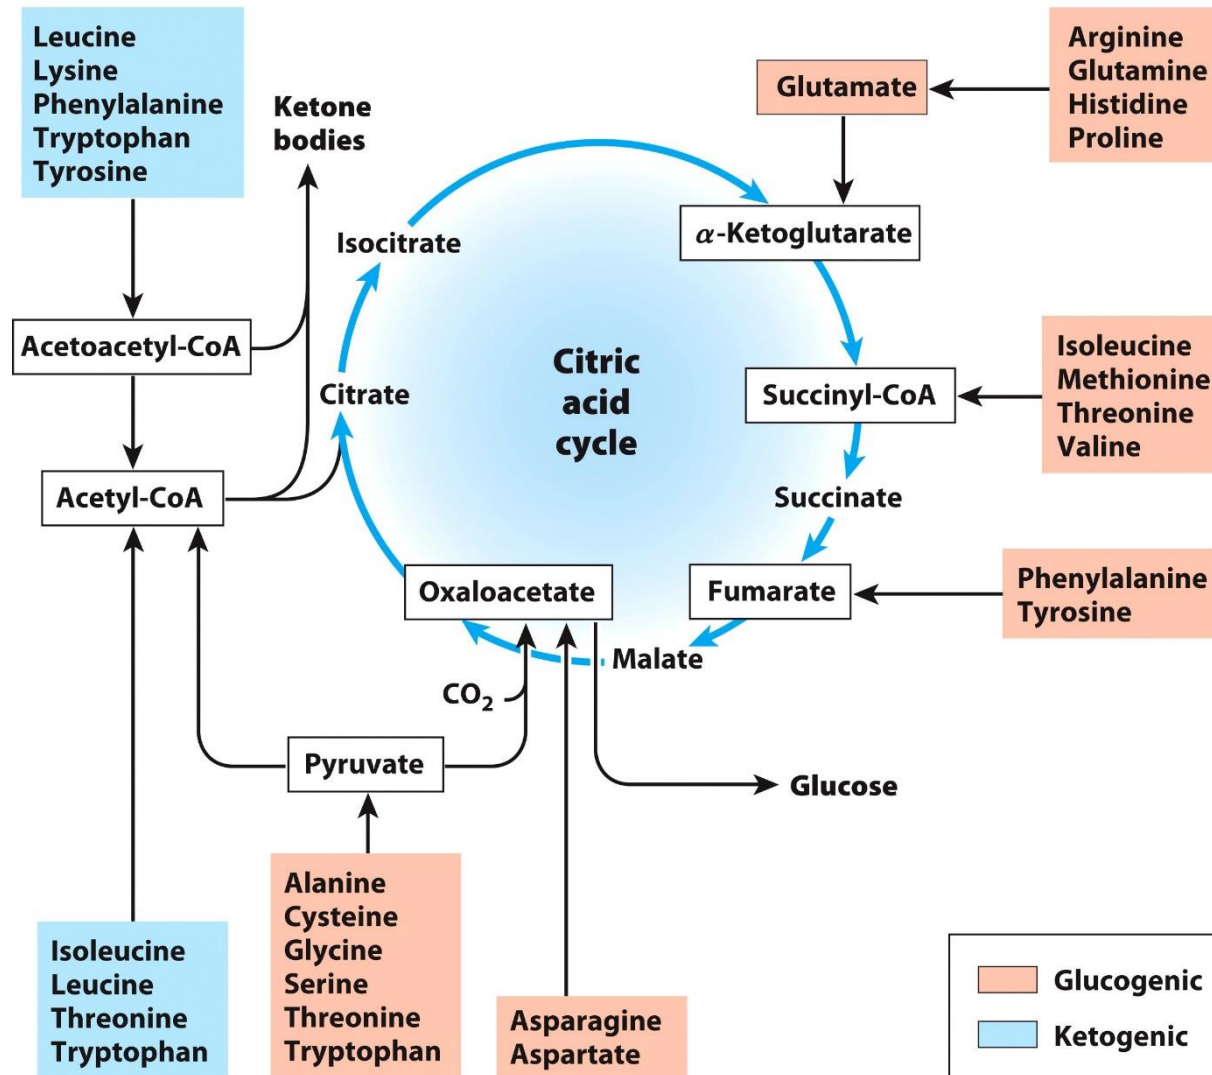 Leucine
Lysine
Phenylalanine
Tryptophan
Tyrosine
Ketone
bodies
Glutamate
Arginine
Glutamine
Histidine
Proline
Isocitrate
α-Ketoglutarate
Acetoacetyl-CoA
Citrate
Citric
acid
cycle
Succinyl-CoA
Isoleucine
Methionine
Threonine
Valine
Acetyl-CoA
Succinate
Oxaloacetate
Fumarate
Phenylalanine
Tyrosine
Malate
CO₂
Pyruvate
Glucose
Isoleucine
Leucine
Threonine
Tryptophan
Alanine
Cysteine
Glycine
Serine
Threonine
Tryptophan
Asparagine
Aspartate
Glucogenic
Ketogenic